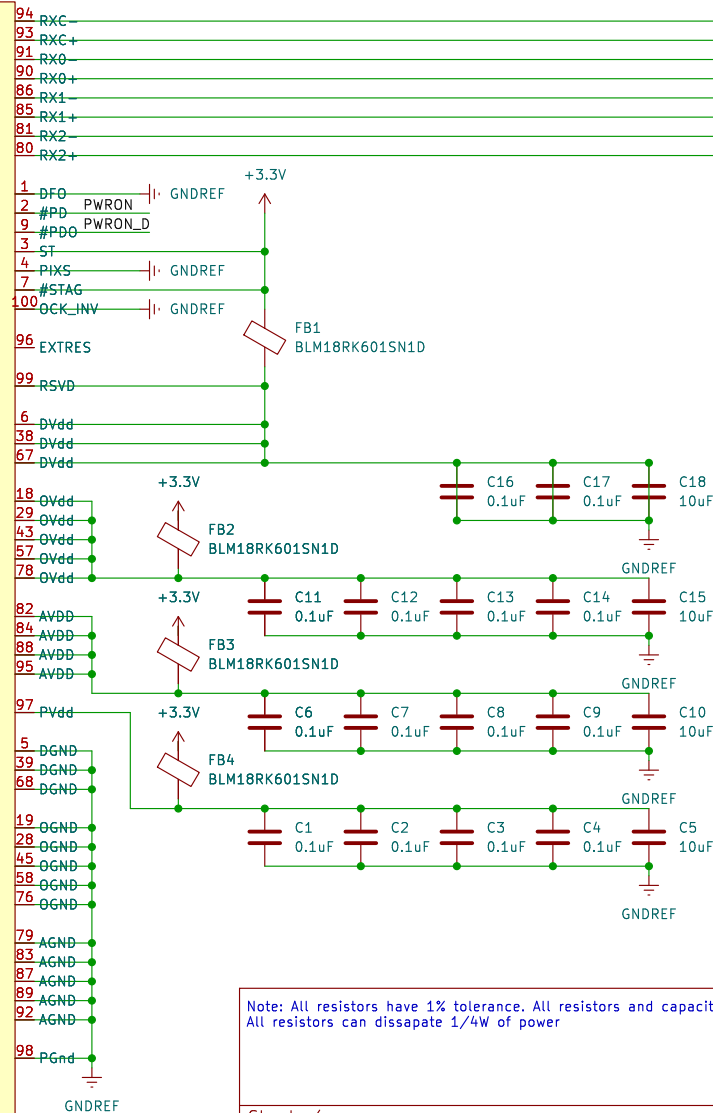 94 RXC-
93 RXC+
91 RX0-
90 RX0+
86 RX1-
85 RX1+
81 RX2-
80 RX2+
+3.3V
1 DFO GNDREF
2 #PD PWRON
9 #PDO PWRON_D
3 ST
4 PIXS GNDREF
7 #STAG
100 OCK_INV GNDREF
FB1
BLM18RK601SN1D
96 EXTRES
99 RSVD
6 DVdd
38 DVdd
67 DVdd
+3.3V
C16 C17 C18
0.1uF 0.1uF 10uF
18 OVdd
29 OVdd
43 OVdd
57 OVdd
78 OVdd
FB2
BLM18RK601SN1D
GNDREF
+3.3V
C11 C12 C13 C14 C15
0.1uF 0.1uF 0.1uF 0.1uF 10uF
82 AVDD
84 AVDD
88 AVDD
95 AVDD
FB3
BLM18RK601SN1D
GNDREF
97 PVdd
+3.3V
C6 C7 C8 C9 C10
0.1uF 0.1uF 0.1uF 0.1uF 10uF
5 DGND
39 DGND
68 DGND
FB4
BLM18RK601SN1D
GNDREF
19 OGND
28 OGND
45 OGND
58 OGND
76 OGND
C1 C2 C3 C4 C5
0.1uF 0.1uF 0.1uF 0.1uF 10uF
GNDREF
79 AGND
83 AGND
87 AGND
89 AGND
92 AGND
98 PGnd
GNDREF
Note: All resistors have 1% tolerance. All resistors and capacit
All resistors can dissapate 1/4W of power